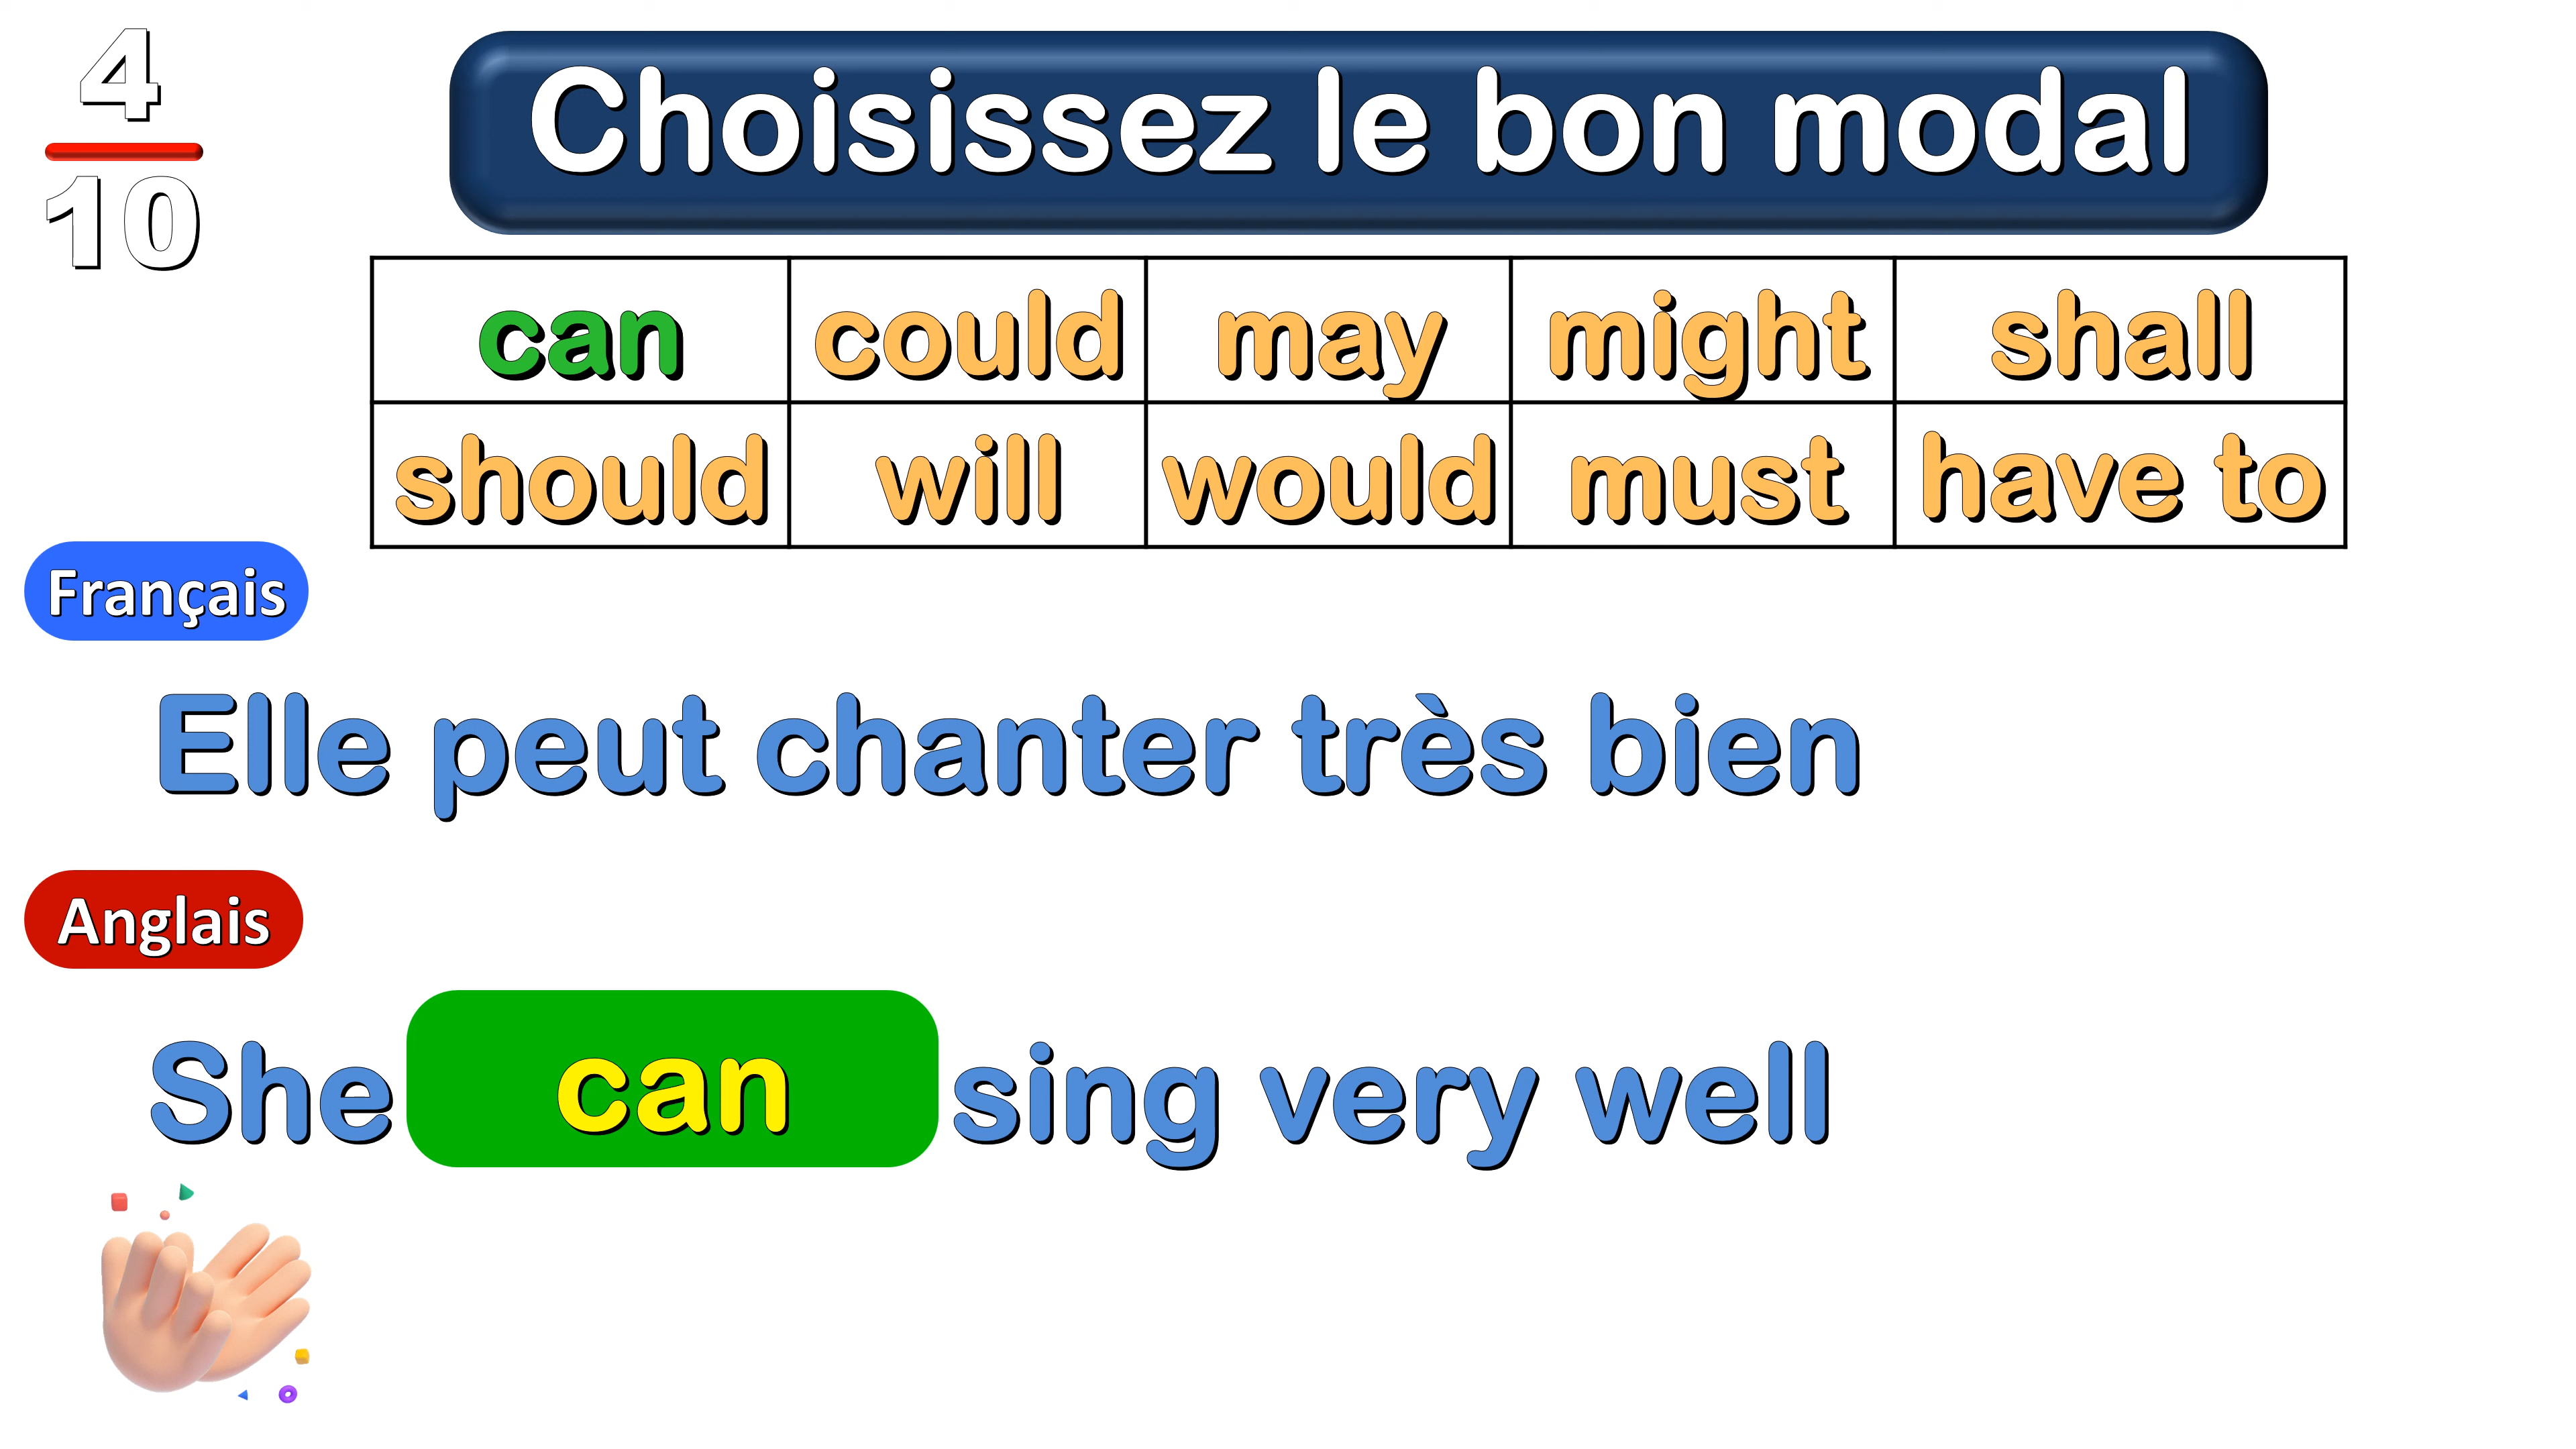 4
10
Choisissez le bon modal
can could may might shall
should will would must have to
Français
Elle peut chanter très bien
Anglais
She can sing very well